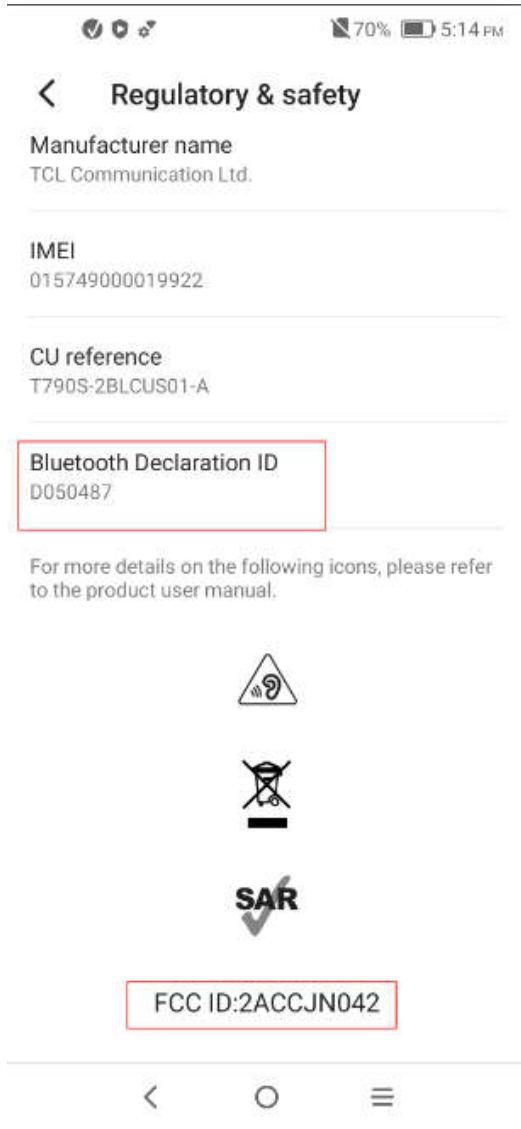 70% 5:14 PM
Regulatory & safety
Manufacturer name
TCL Communication Ltd.
IMEI
015749000019922
CU reference
T790S-2BLCUS01-A
Bluetooth Declaration ID
D050487
For more details on the following icons, please refer
to the product user manual.
SAR
FCC ID:2ACCJN042